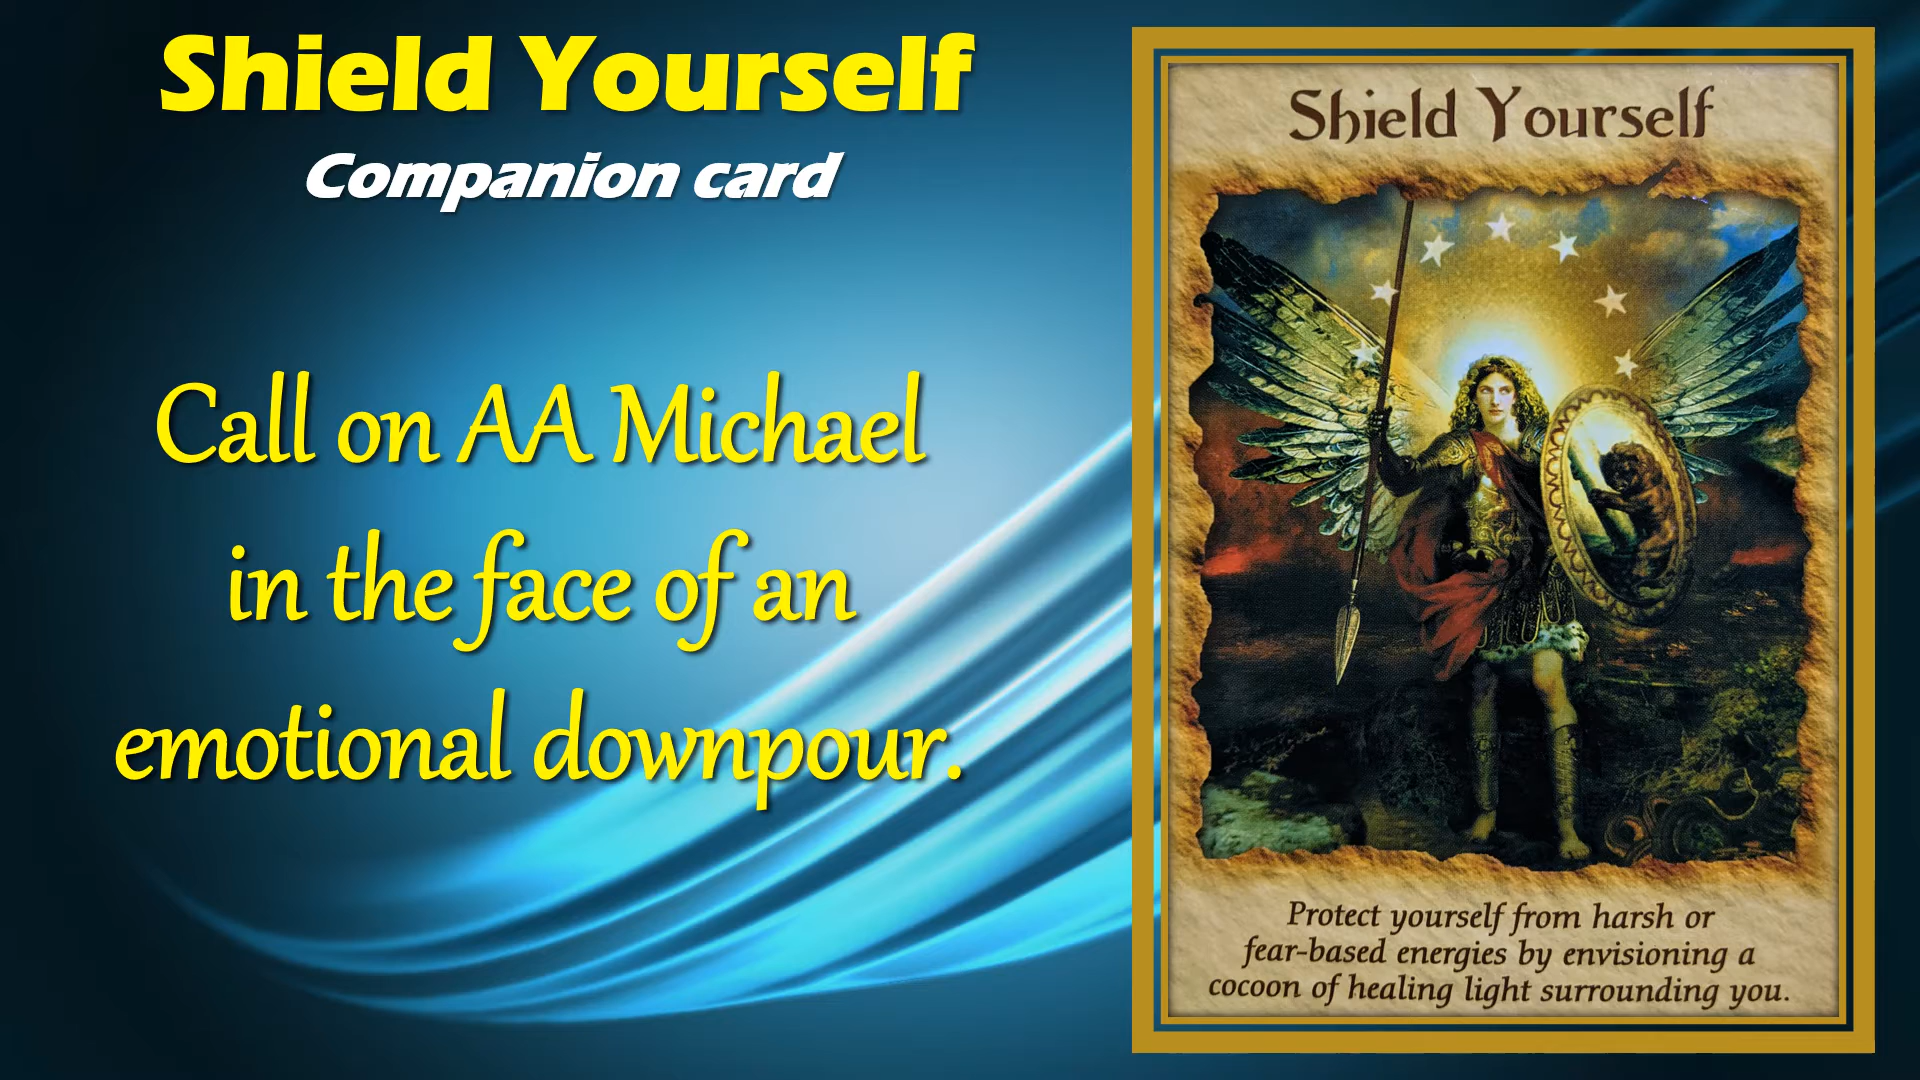 Shield Yourself
Companion card
Call on AA Michael
in the face of an
emotional downpour.
Shield Yourself
Protect yourself from harsh or
fear-based energies by envisioning a
cocoon of healing light surrounding you.